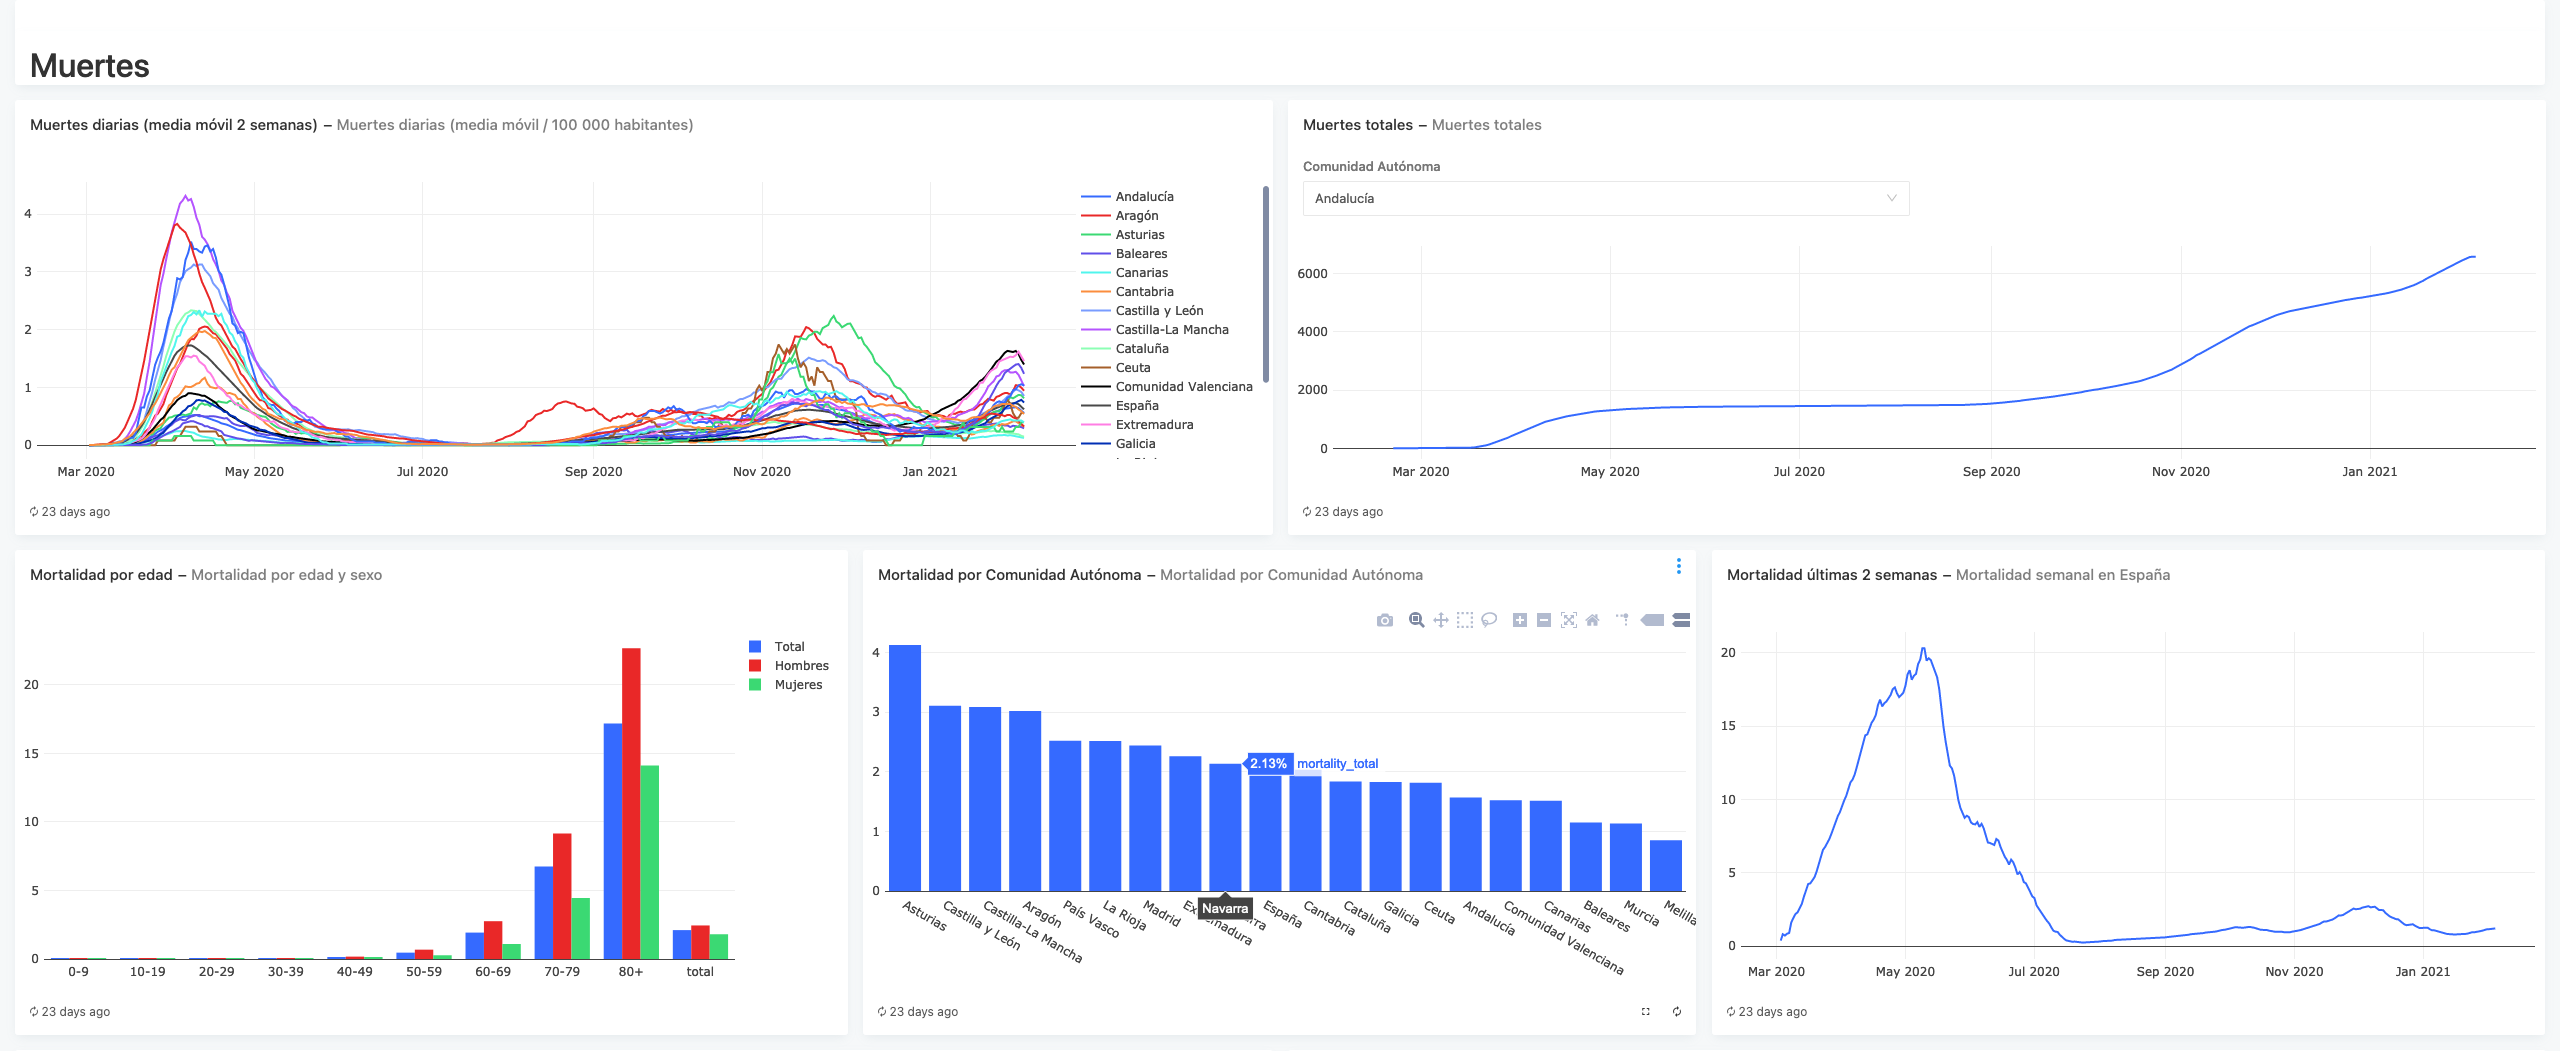 Muertes
Muertes diarias (media móvil 2 semanas) – Muertes diarias (media móvil / 100 000 habitantes)
4
3
2
1
0
Mar 2020 May 2020 Jul 2020 Sep 2020 Nov 2020 Jan 2021
Andalucía
Aragón
Asturias
Baleares
Canarias
Cantabria
Castilla y León
Castilla-La Mancha
Cataluña
Ceuta
Comunidad Valenciana
España
Extremadura
Galicia
23 days ago
Muertes totales – Muertes totales
Comunidad Autónoma
Andalucía
6000
4000
2000
0
Mar 2020 May 2020 Jul 2020 Sep 2020 Nov 2020 Jan 2021
23 days ago
Mortalidad por edad – Mortalidad por edad y sexo
Total
Hombres
Mujeres
20
15
10
5
0
0-9 10-19 20-29 30-39 40-49 50-59 60-69 70-79 80+ total
23 days ago
Mortalidad por Comunidad Autónoma – Mortalidad por Comunidad Autónoma
4
3
2
1
0
2.13% mortality_total
Asturias
Castilla y León
Castilla-La Mancha
Aragón
País Vasco
La Rioja
Madrid
Navarra
España
Cantabria
Cataluña
Galicia
Ceuta
Andalucía
Comunidad Valenciana
Canarias
Baleares
Murcia
Melilla
23 days ago
Mortalidad últimas 2 semanas – Mortalidad semanal en España
20
15
10
5
0
Mar 2020 May 2020 Jul 2020 Sep 2020 Nov 2020 Jan 2021
23 days ago